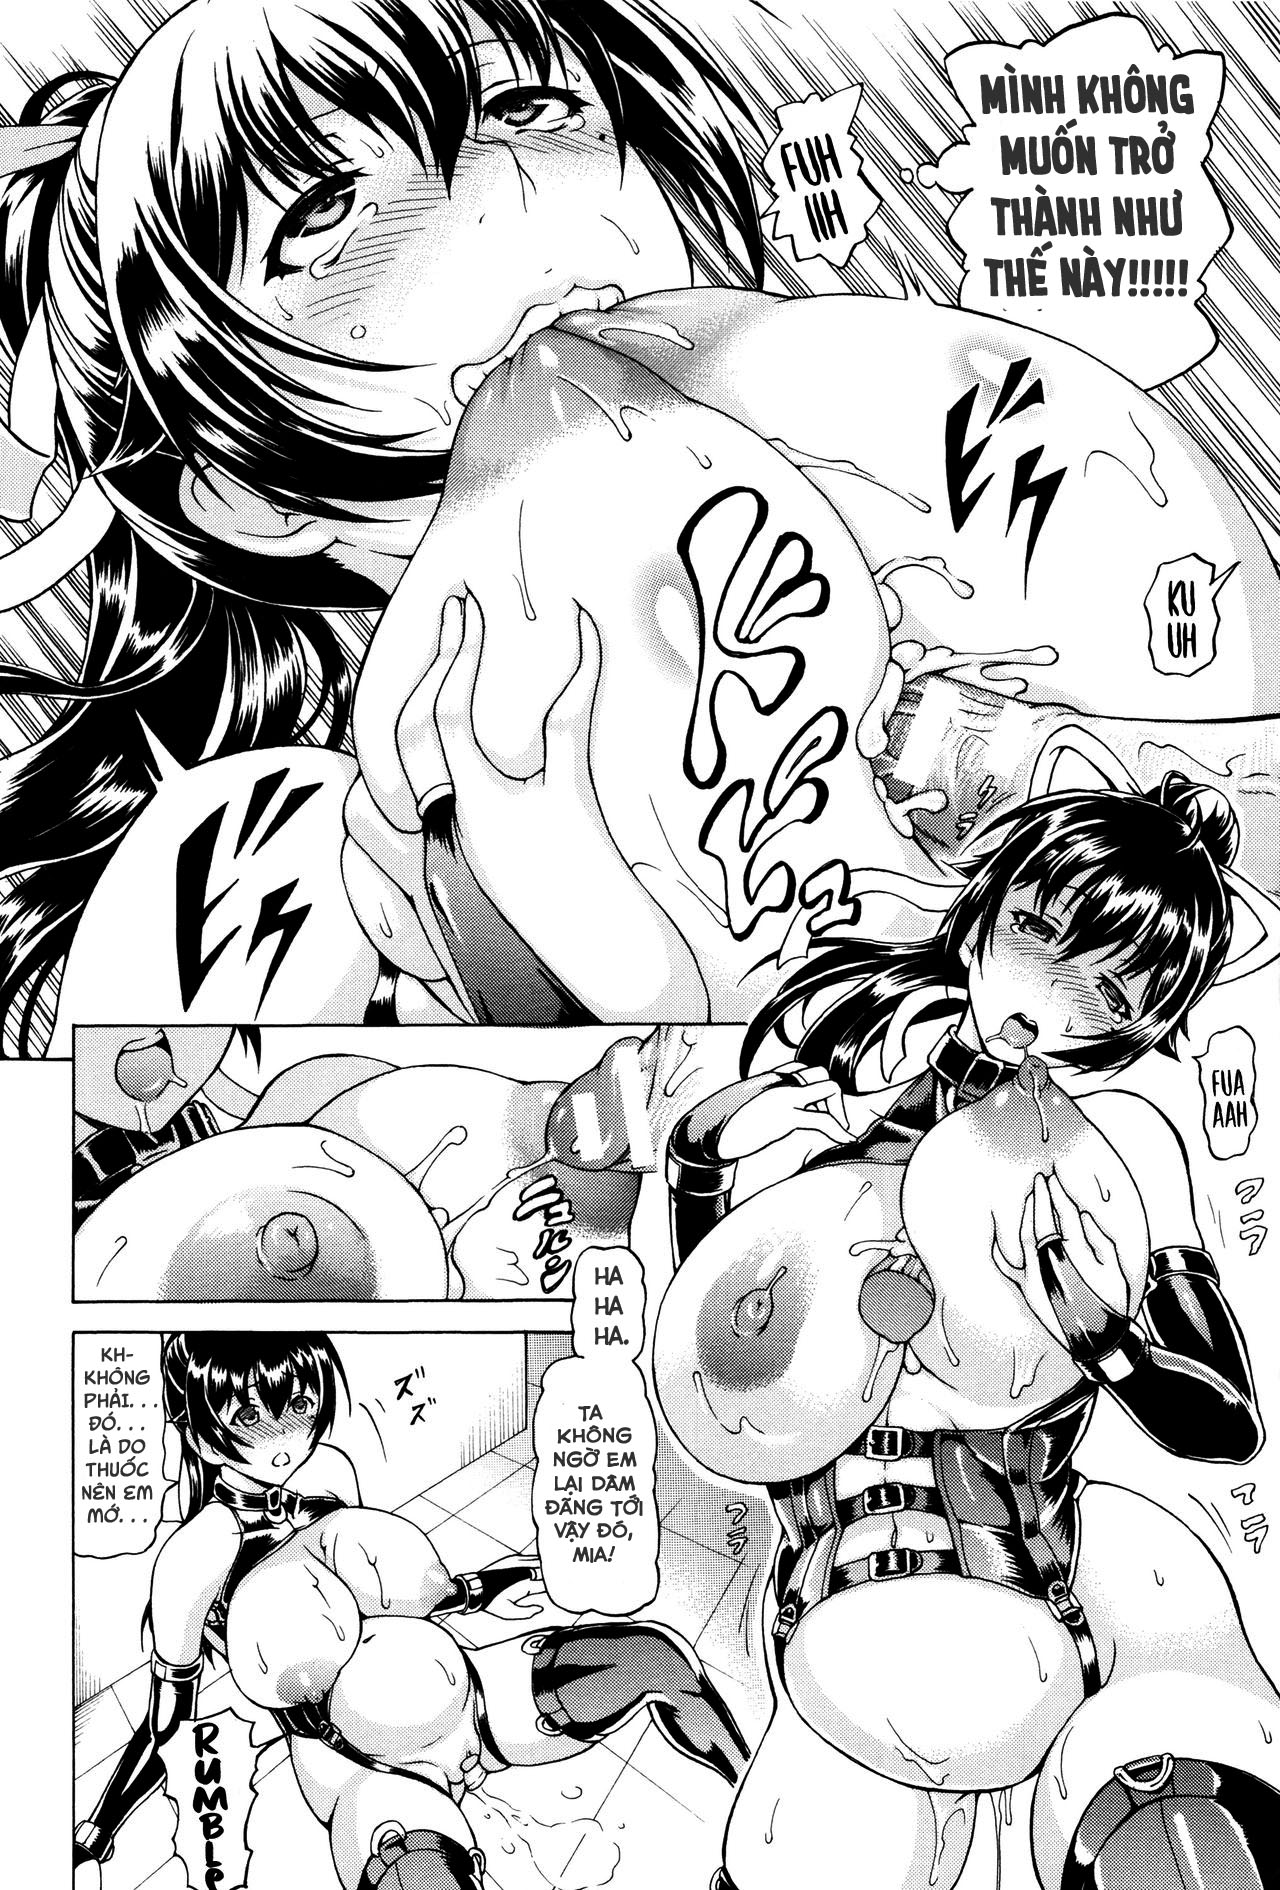 MÌNH KHÔNG
MUỐN TRỞ
THÀNH NHƯ
THẾ NÀY!!!!!
FUH
IIH
KU
UH
FUA
AAH
HA
HA
HA.
TA
KHÔNG
NGỜ EM
LẠI DÂM
ĐÃNG TỚI
VẬY ĐÓ,
MIA!
KH-
KHÔNG
PHẢI...
ĐÓ...
LÀ DO
THUỐC
NÊN EM
MỚ...
RUMBLE